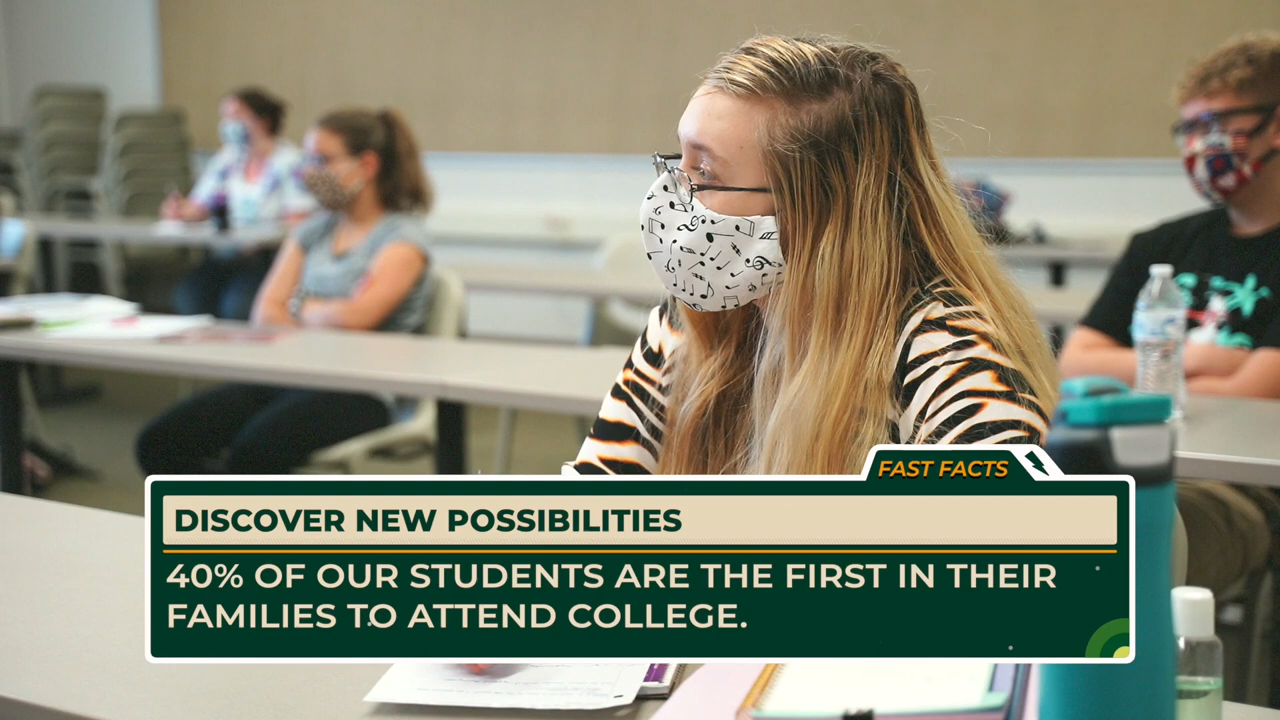 FAST FACTS
DISCOVER NEW POSSIBILITIES
40% OF OUR STUDENTS ARE THE FIRST IN THEIR
FAMILIES TO ATTEND COLLEGE.